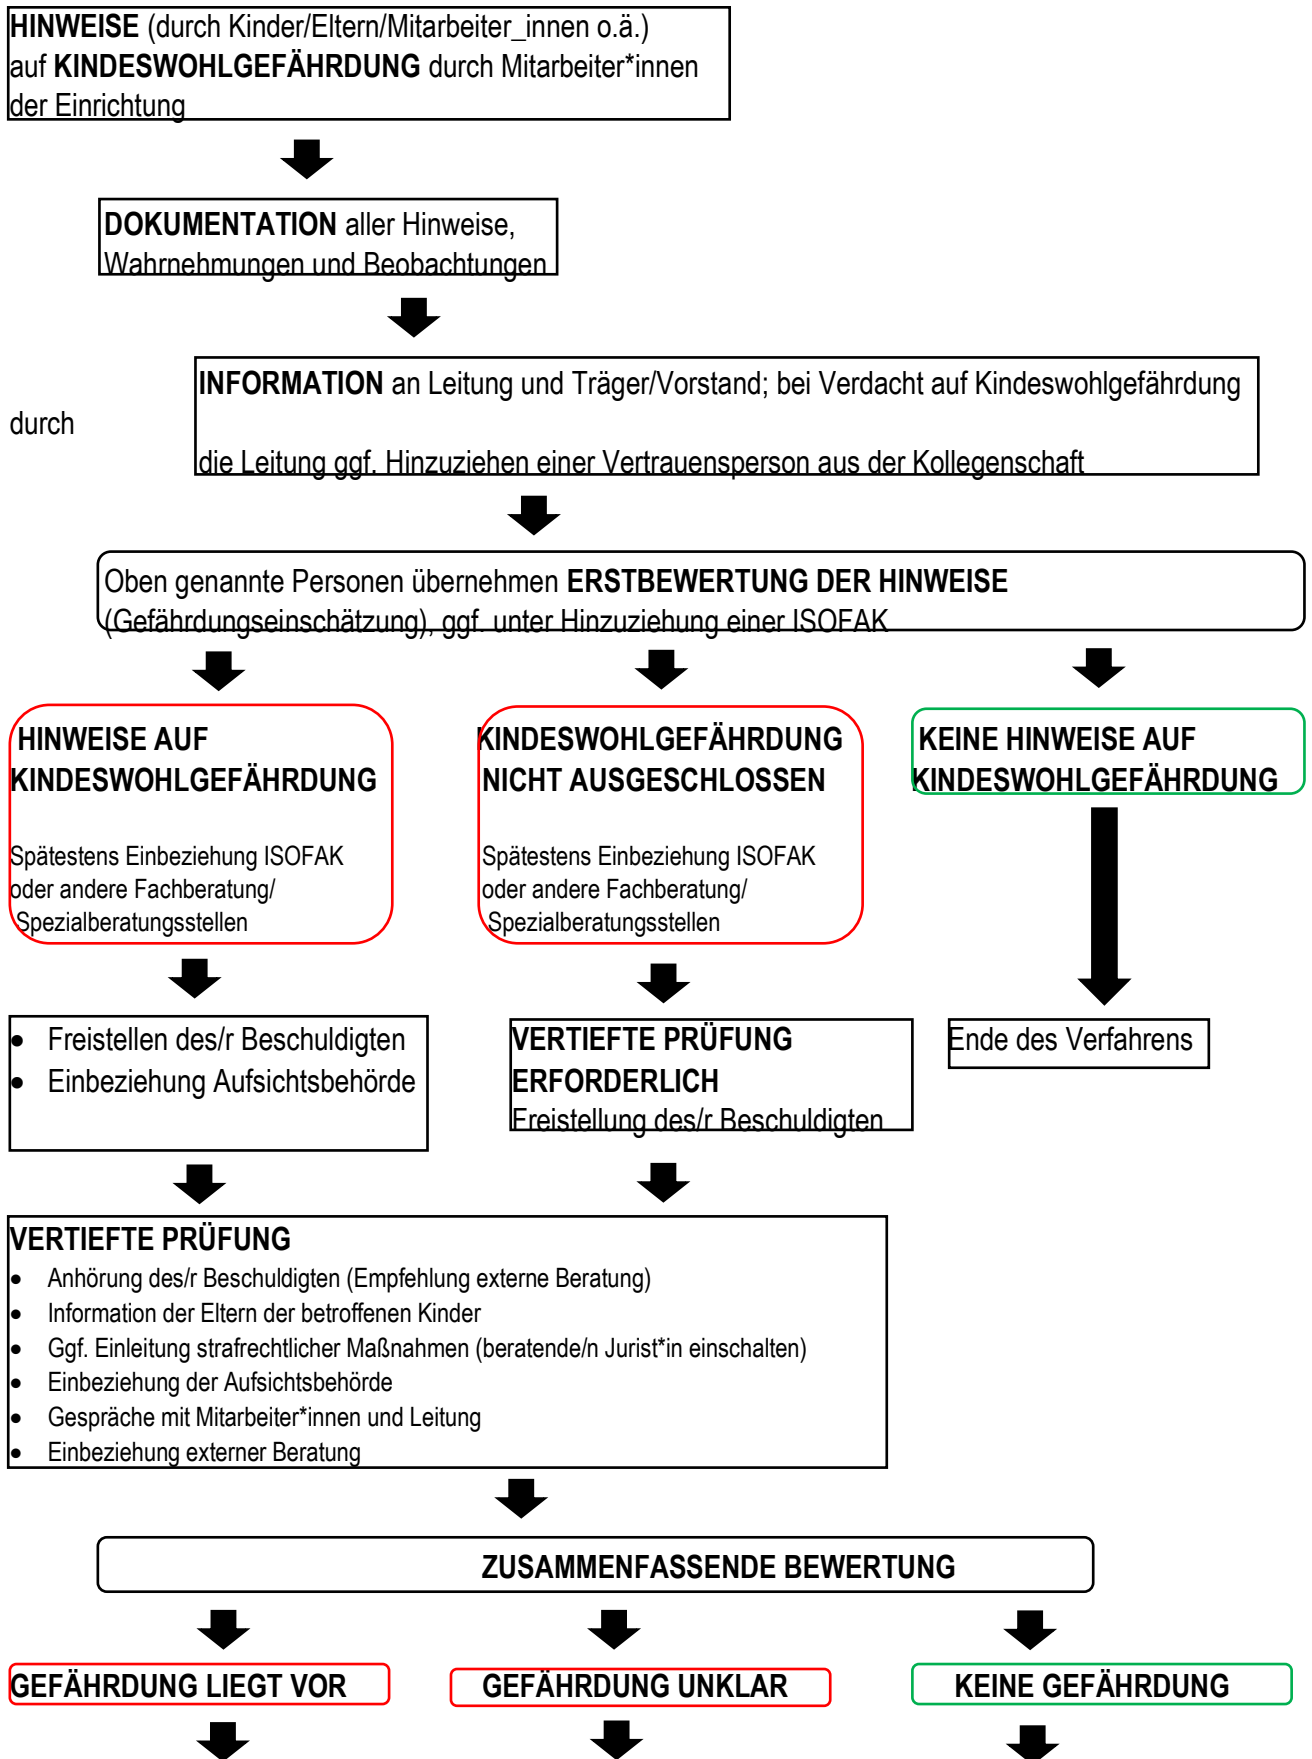 HINWEISE (durch Kinder/Eltern/Mitarbeiter_innen o.ä.)
auf KINDESWOHLGEFÄHRDUNG durch Mitarbeiter*innen
der Einrichtung
DOKUMENTATION aller Hinweise,
Wahrnehmungen und Beobachtungen
INFORMATION an Leitung und Träger/Vorstand; bei Verdacht auf Kindeswohlgefährdung
durch
die Leitung ggf. Hinzuziehen einer Vertrauensperson aus der Kollegenschaft
Oben genannte Personen übernehmen ERSTBEWERTUNG DER HINWEISE
(Gefährdungseinschätzung), ggf. unter Hinzuziehung einer ISOFAK
HINWEISE AUF
KINDESWOHLGEFÄHRDUNG
Spätestens Einbeziehung ISOFAK
oder andere Fachberatung/
Spezialberatungsstellen
KINDESWOHLGEFÄHRDUNG
NICHT AUSGESCHLOSSEN
Spätestens Einbeziehung ISOFAK
oder andere Fachberatung/
Spezialberatungsstellen
KEINE HINWEISE AUF
KINDESWOHLGEFÄHRDUNG
• Freistellen des/r Beschuldigten
• Einbeziehung Aufsichtsbehörde
VERTIEFTE PRÜFUNG
ERFORDERLICH
Freistellung des/r Beschuldigten
Ende des Verfahrens
VERTIEFTE PRÜFUNG
• Anhörung des/r Beschuldigten (Empfehlung externe Beratung)
• Information der Eltern der betroffenen Kinder
• Ggf. Einleitung strafrechtlicher Maßnahmen (beratende/n Jurist*in einschalten)
• Einbeziehung der Aufsichtsbehörde
• Gespräche mit Mitarbeiter*innen und Leitung
• Einbeziehung externer Beratung
ZUSAMMENFASSENDE BEWERTUNG
GEFÄHRDUNG LIEGT VOR
GEFÄHRDUNG UNKLAR
KEINE GEFÄHRDUNG